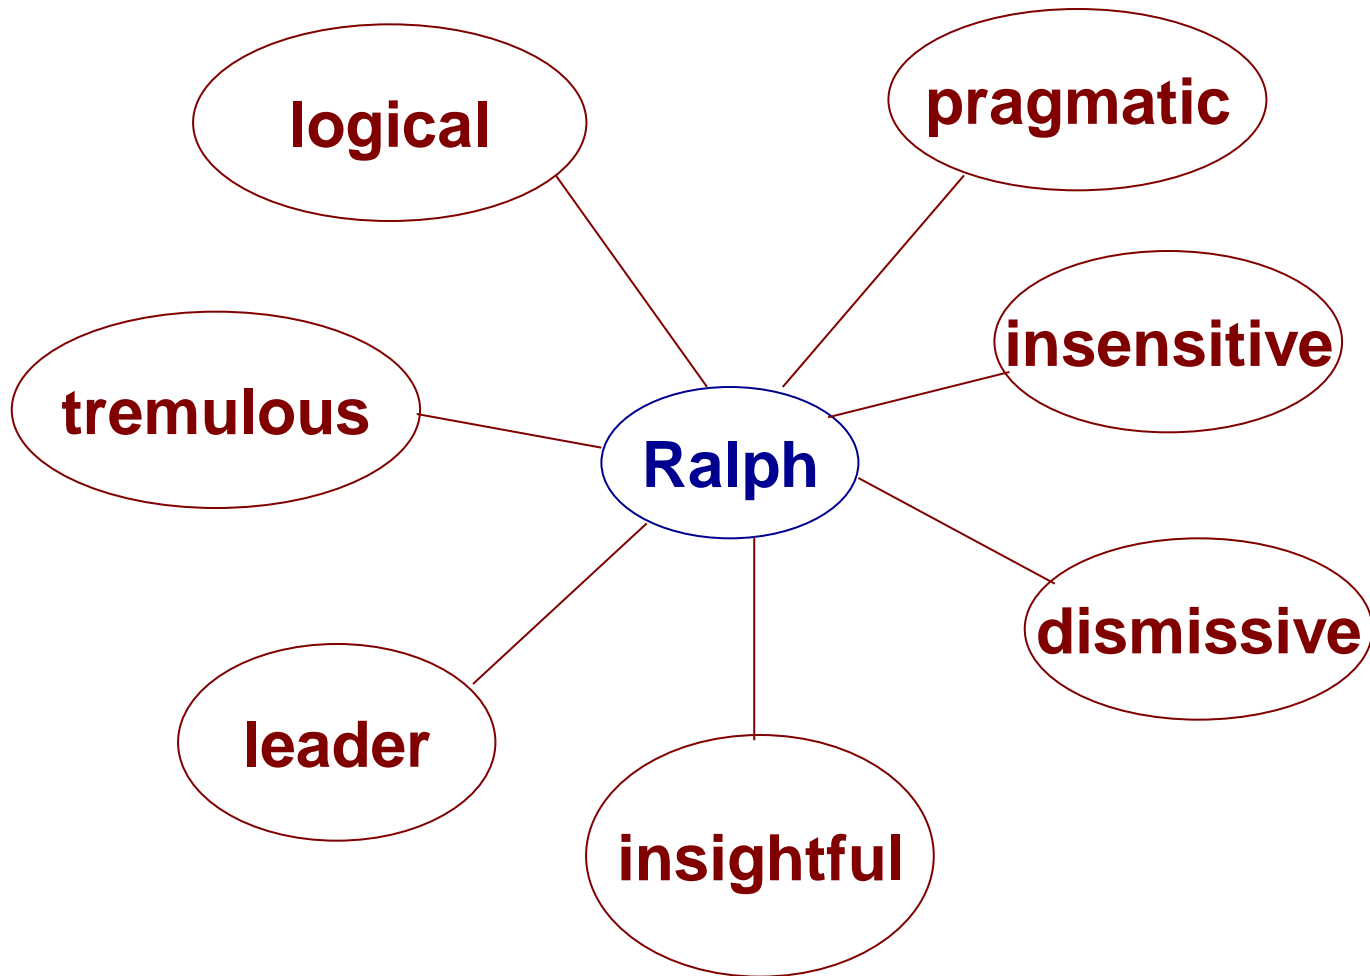 logical
pragmatic
insensitive
tremulous
Ralph
dismissive
leader
insightful